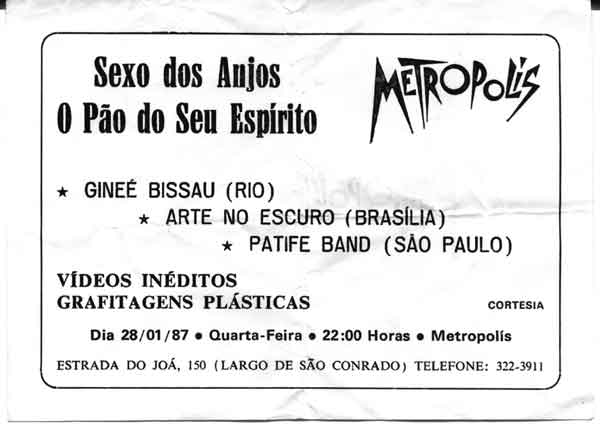 Sexo dos Anjos
O Pão do Seu Espírito
METROPOLIS
★ GINEÉ BISSAU (RIO)
★ ARTE NO ESCURO (BRASÍLIA)
★ PATIFE BAND (SÃO PAULO)
VÍDEOS INÉDITOS
GRAFITAGENS PLÁSTICAS
CORTESIA
Dia 28/01/87 • Quarta-Feira • 22:00 Horas • Metropolís
ESTRADA DO JOÁ, 150 (LARGO DE SÃO CONRADO) TELEFONE: 322-3911